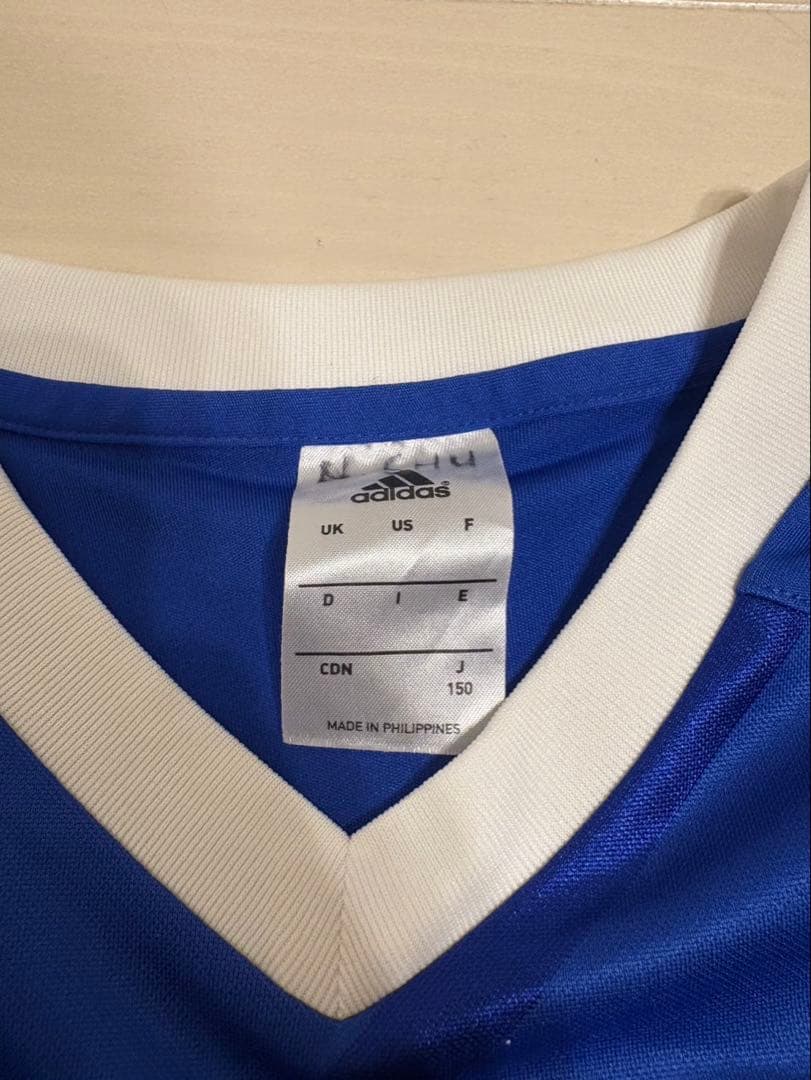 adidas
UK US F
D I E
CDN J
150
MADE IN PHILIPPINES